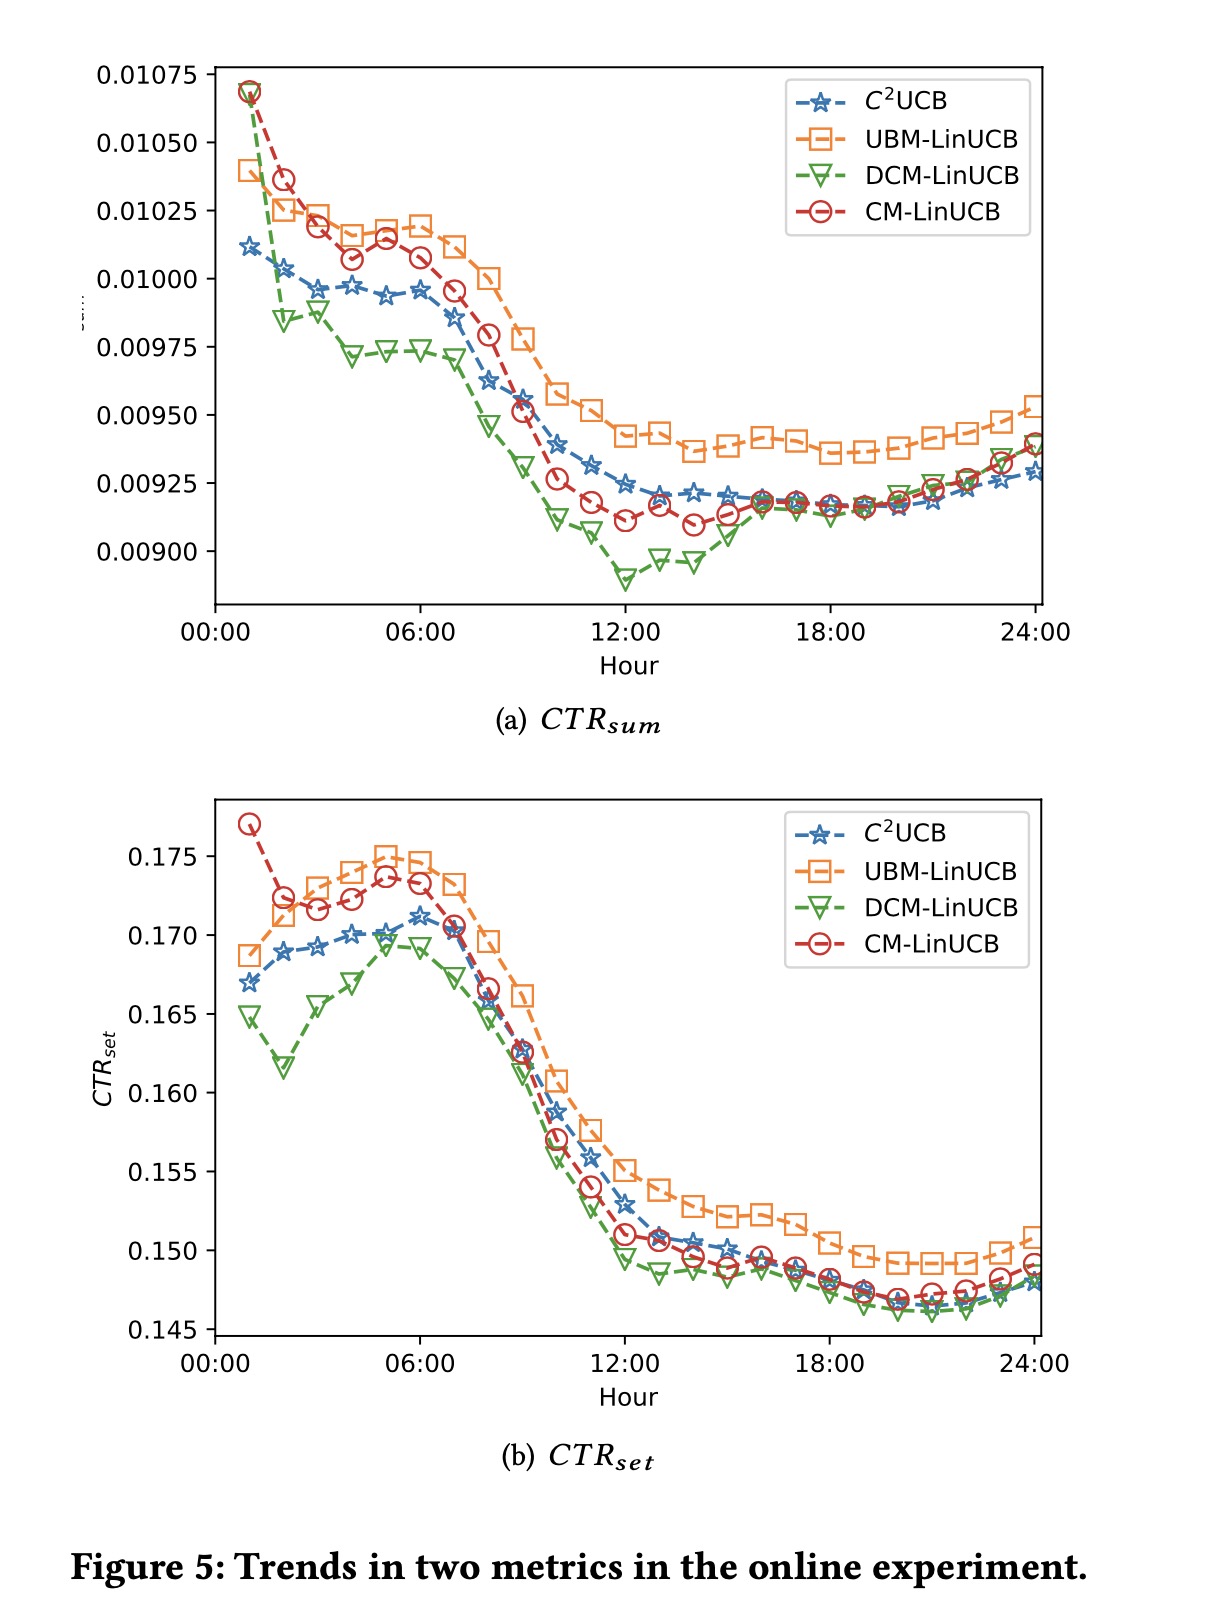 0.01075
0.01050
0.01025
0.01000
0.00975
0.00950
0.00925
0.00900
C²UCB
UBM-LinUCB
DCM-LinUCB
CM-LinUCB
00:00 06:00 12:00 18:00 24:00
Hour
(a) CTRsum
0.175
0.170
0.165
0.160
0.155
0.150
0.145
CTRset
C²UCB
UBM-LinUCB
DCM-LinUCB
CM-LinUCB
00:00 06:00 12:00 18:00 24:00
Hour
(b) CTRset
Figure 5: Trends in two metrics in the online experiment.